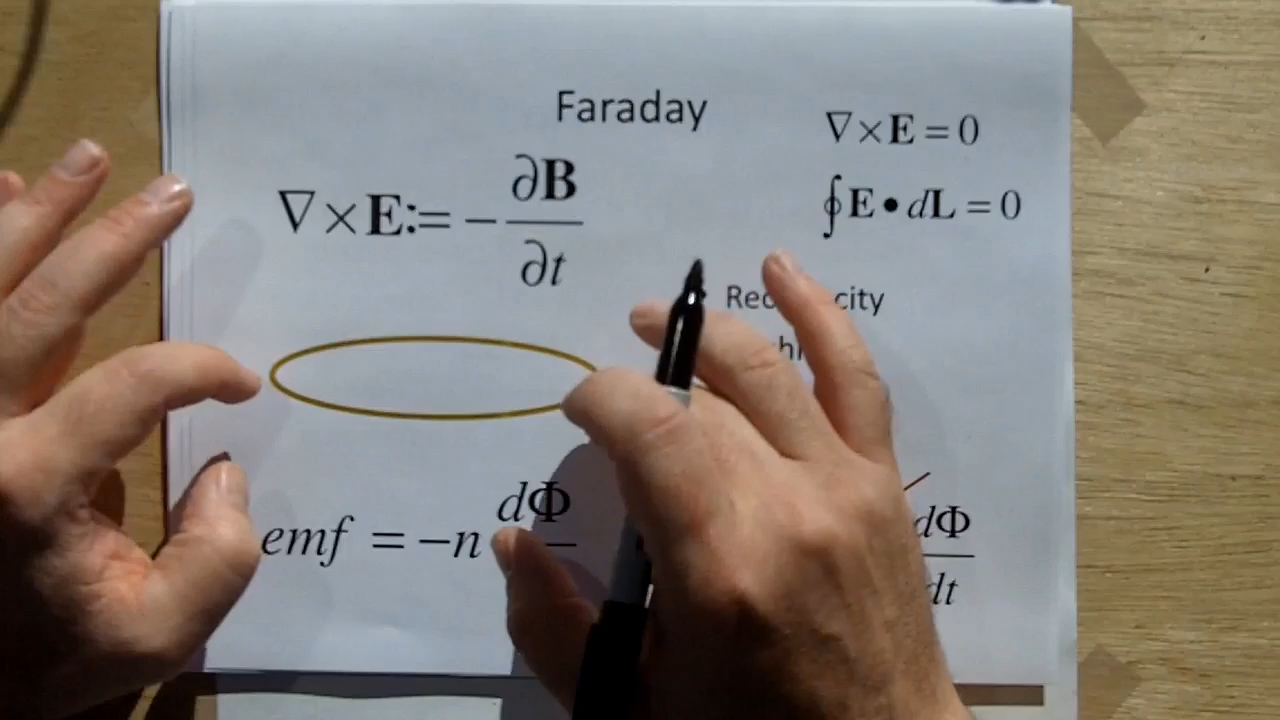 Faraday
∇×E = 0
∇×E:= −∂B/∂t
∮E•dL = 0
emf = −n dΦ
dΦ/dt